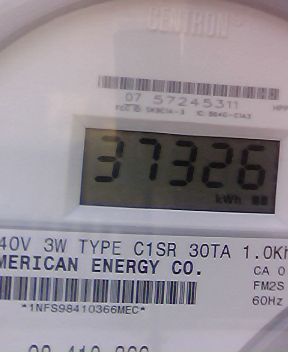 CENTRON
07 57245311
37326
kWh
40V 3W TYPE C1SR 30TA 1.0Kh
MERICAN ENERGY CO.
CA 0
FM2S
60Hz
*1NFS98410366MEC*